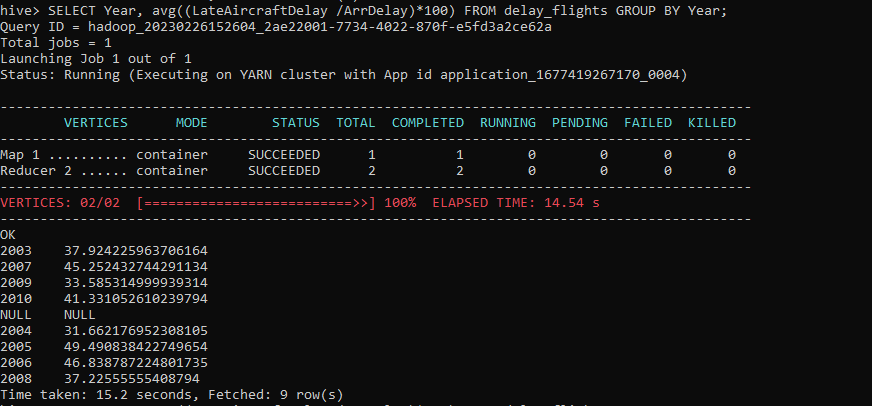 hive> SELECT Year, avg((LateAircraftDelay /ArrDelay)*100) FROM delay_flights GROUP BY Year;
Query ID = hadoop_20230226152604_2ae22001-7734-4022-870f-e5fd3a2ce62a
Total jobs = 1
Launching Job 1 out of 1
Status: Running (Executing on YARN cluster with App id application_1677419267170_0004)
----------------------------------------------------------------------------------------------
VERTICES MODE STATUS TOTAL COMPLETED RUNNING PENDING FAILED KILLED
----------------------------------------------------------------------------------------------
Map 1 .......... container SUCCEEDED 1 1 0 0 0 0
Reducer 2 ...... container SUCCEEDED 2 2 0 0 0 0
----------------------------------------------------------------------------------------------
VERTICES: 02/02 [==========================>>] 100% ELAPSED TIME: 14.54 s
----------------------------------------------------------------------------------------------
OK
2003 37.924225963706164
2007 45.252432744291134
2009 33.585314999939314
2010 41.331052610239794
NULL NULL
2004 31.662176952308105
2005 49.490838422749654
2006 46.838787224801735
2008 37.22555555408794
Time taken: 15.2 seconds, Fetched: 9 row(s)